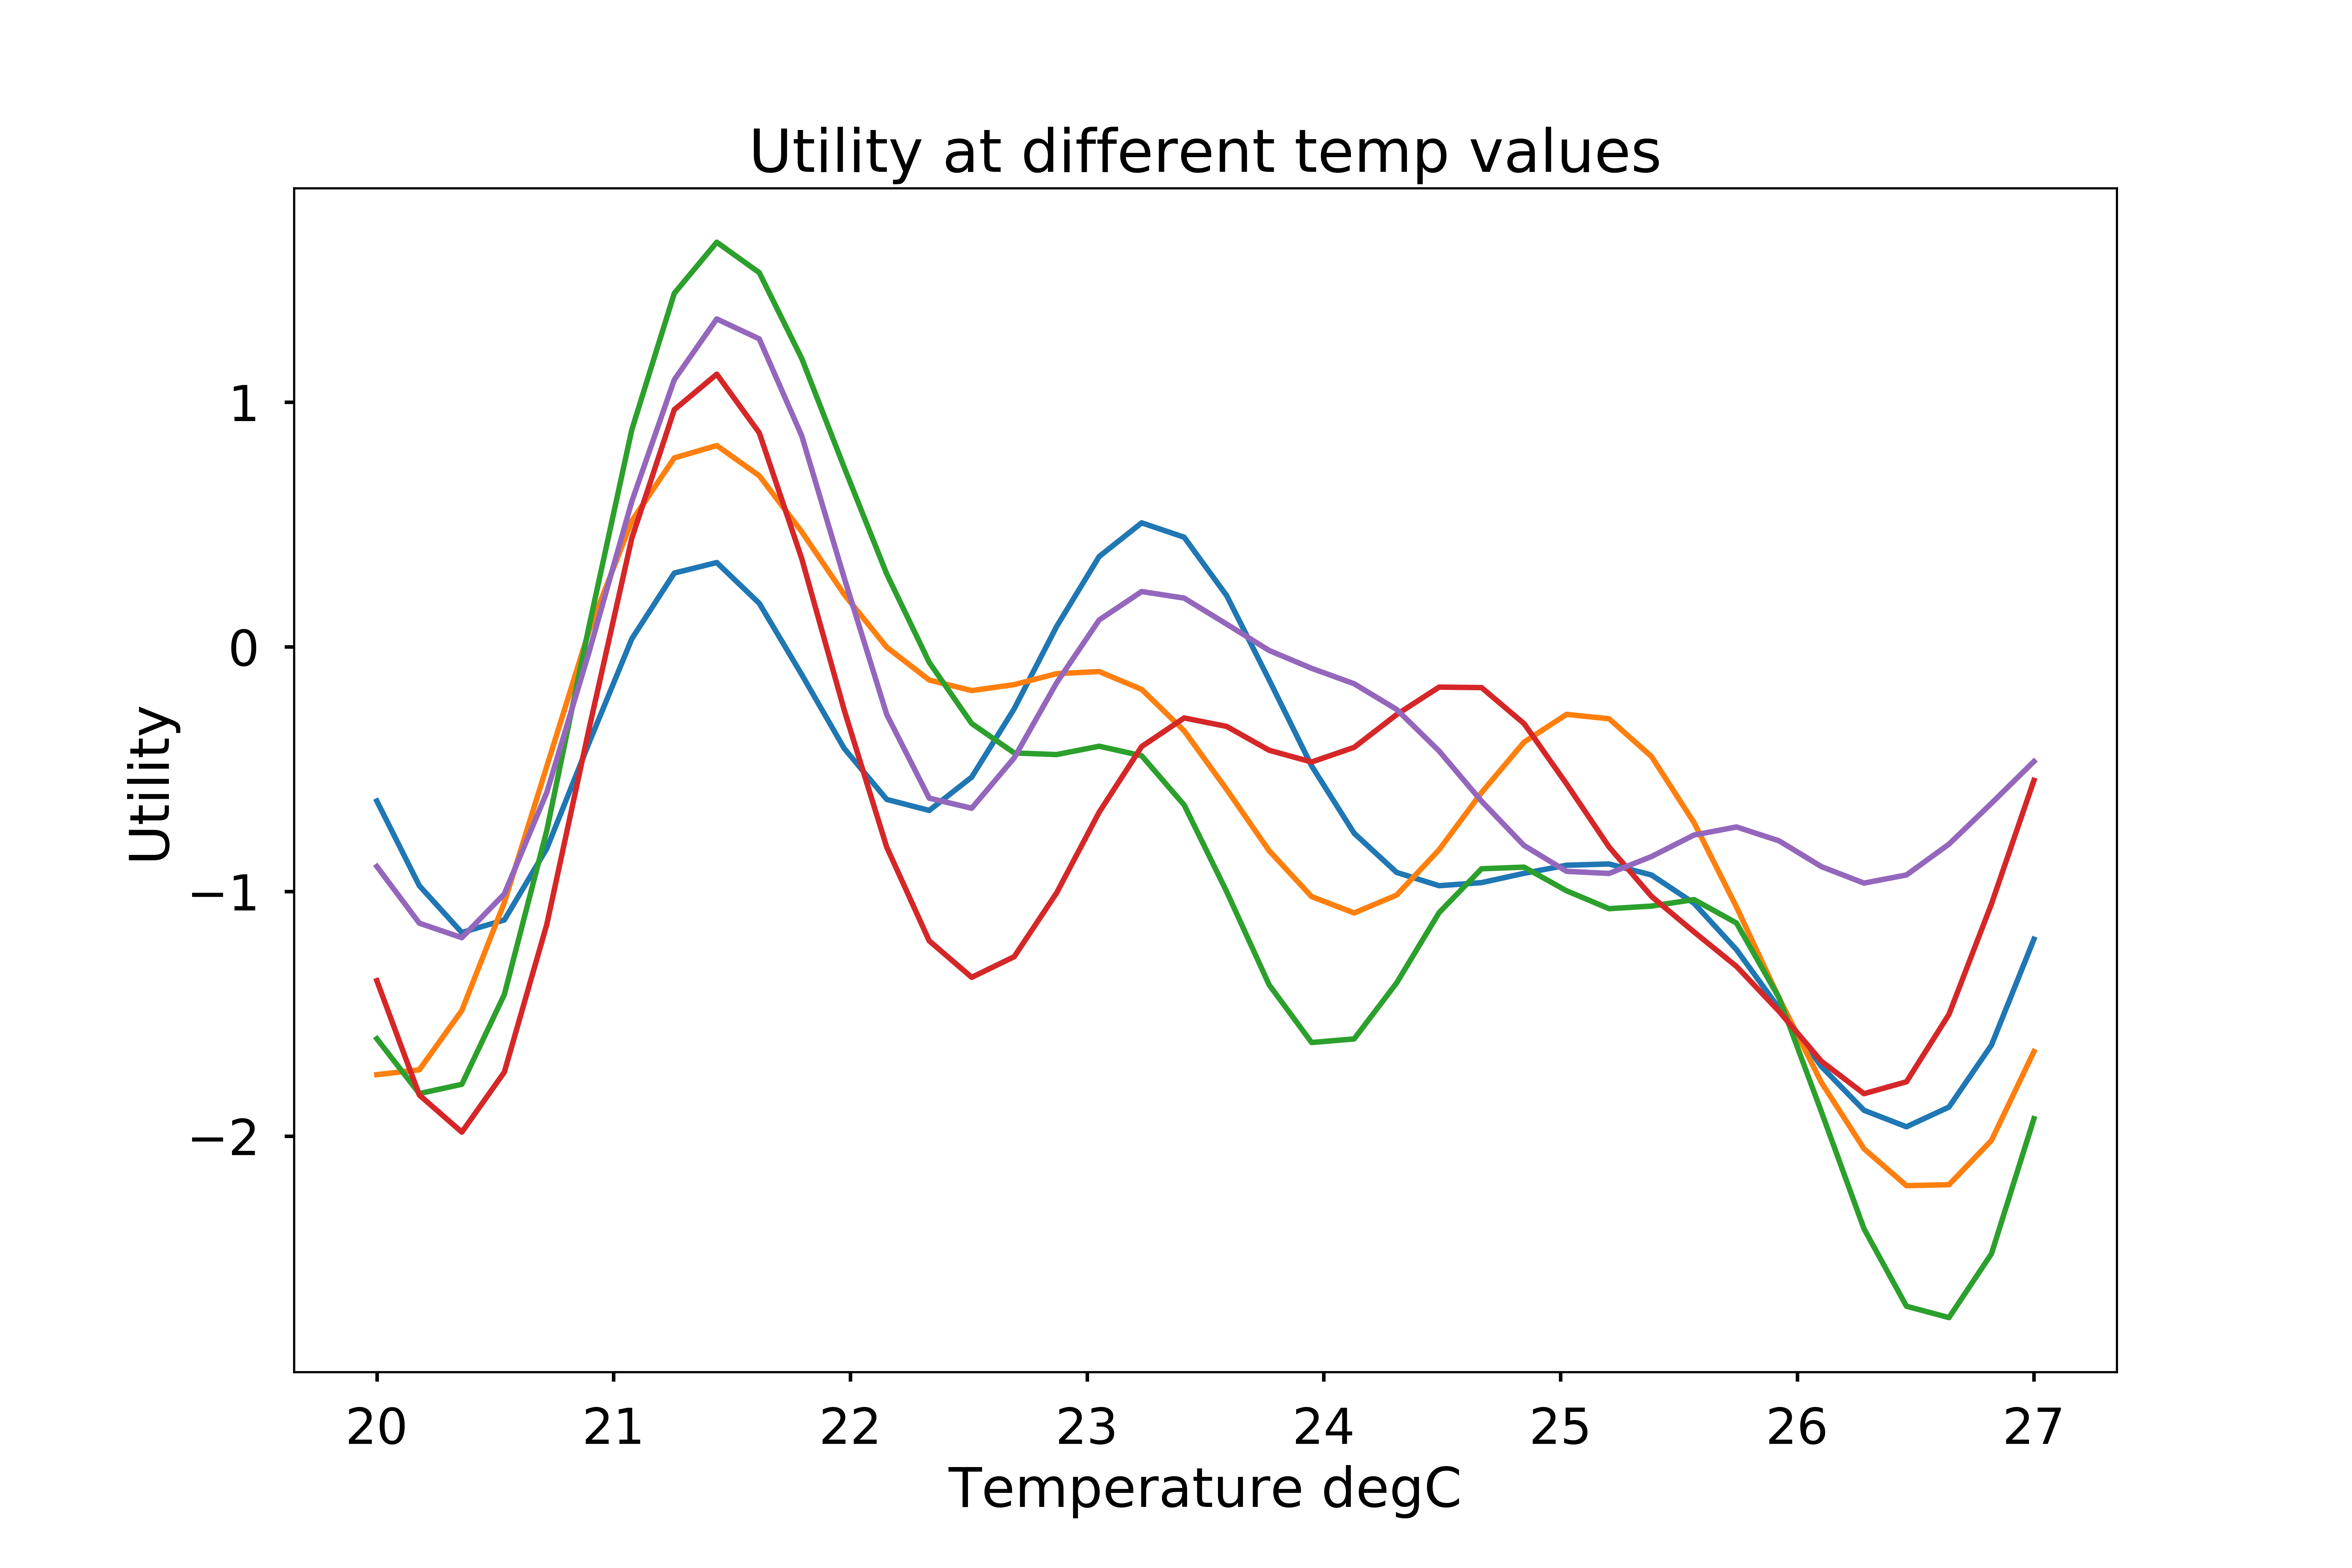 Utility at different temp values
Utility
1
0
−1
−2
20 21 22 23 24 25 26 27
Temperature degC